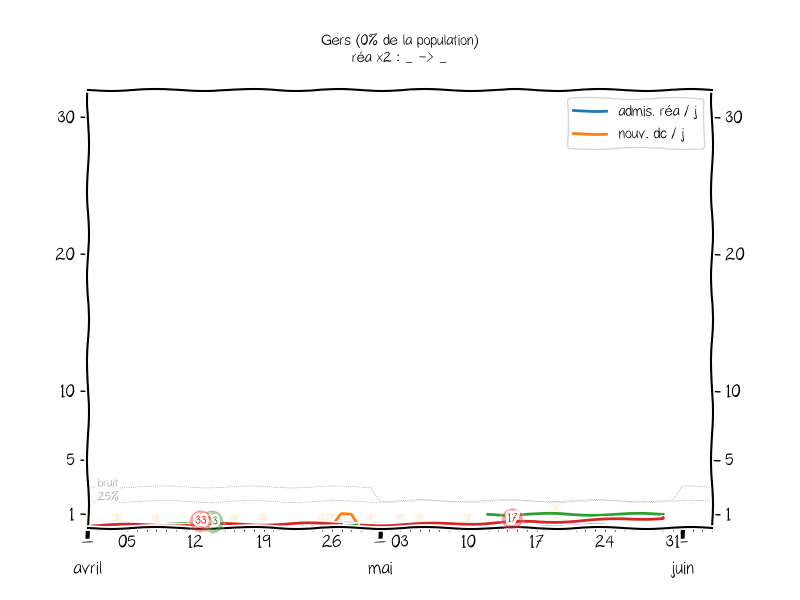 Gers (0% de la population)
réa x2 : _ -> _
admis. réa / j
nouv. dc / j
30
30
20
20
10
10
5
5
bruit
25%
1
1
33
3
17
05
12
19
26
03
10
17
24
31
avril
mai
juin